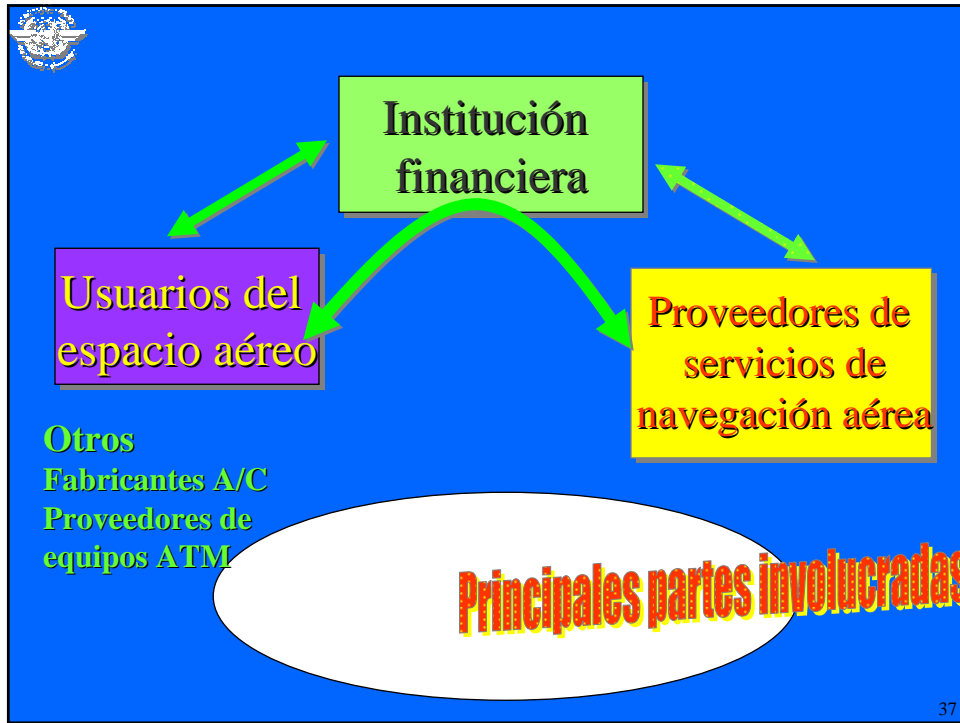 Institución
financiera
Usuarios del
espacio aéreo
Proveedores de
servicios de
navegación aérea
Otros
Fabricantes A/C
Proveedores de
equipos ATM
Principales partes involucradas
37